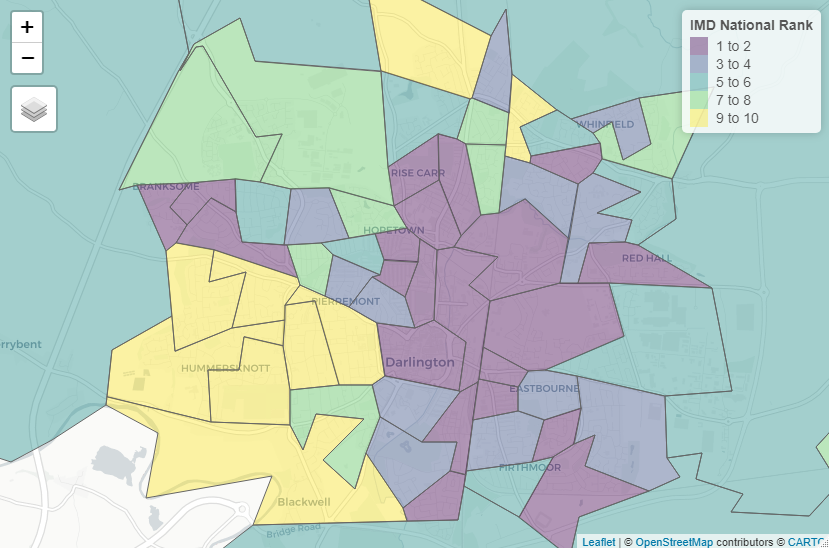 +
−
IMD National Rank
1 to 2
3 to 4
5 to 6
7 to 8
9 to 10
WHINFIELD
RISE CARR
BRANKSOME
HOPETOWN
RED HALL
PIERREMONT
rrybent
HUMMERSKNOTT
Darlington
EASTBOURNE
FIRTHMOOR
Blackwell
Bridge Road
Leaflet | © OpenStreetMap contributors © CARTO